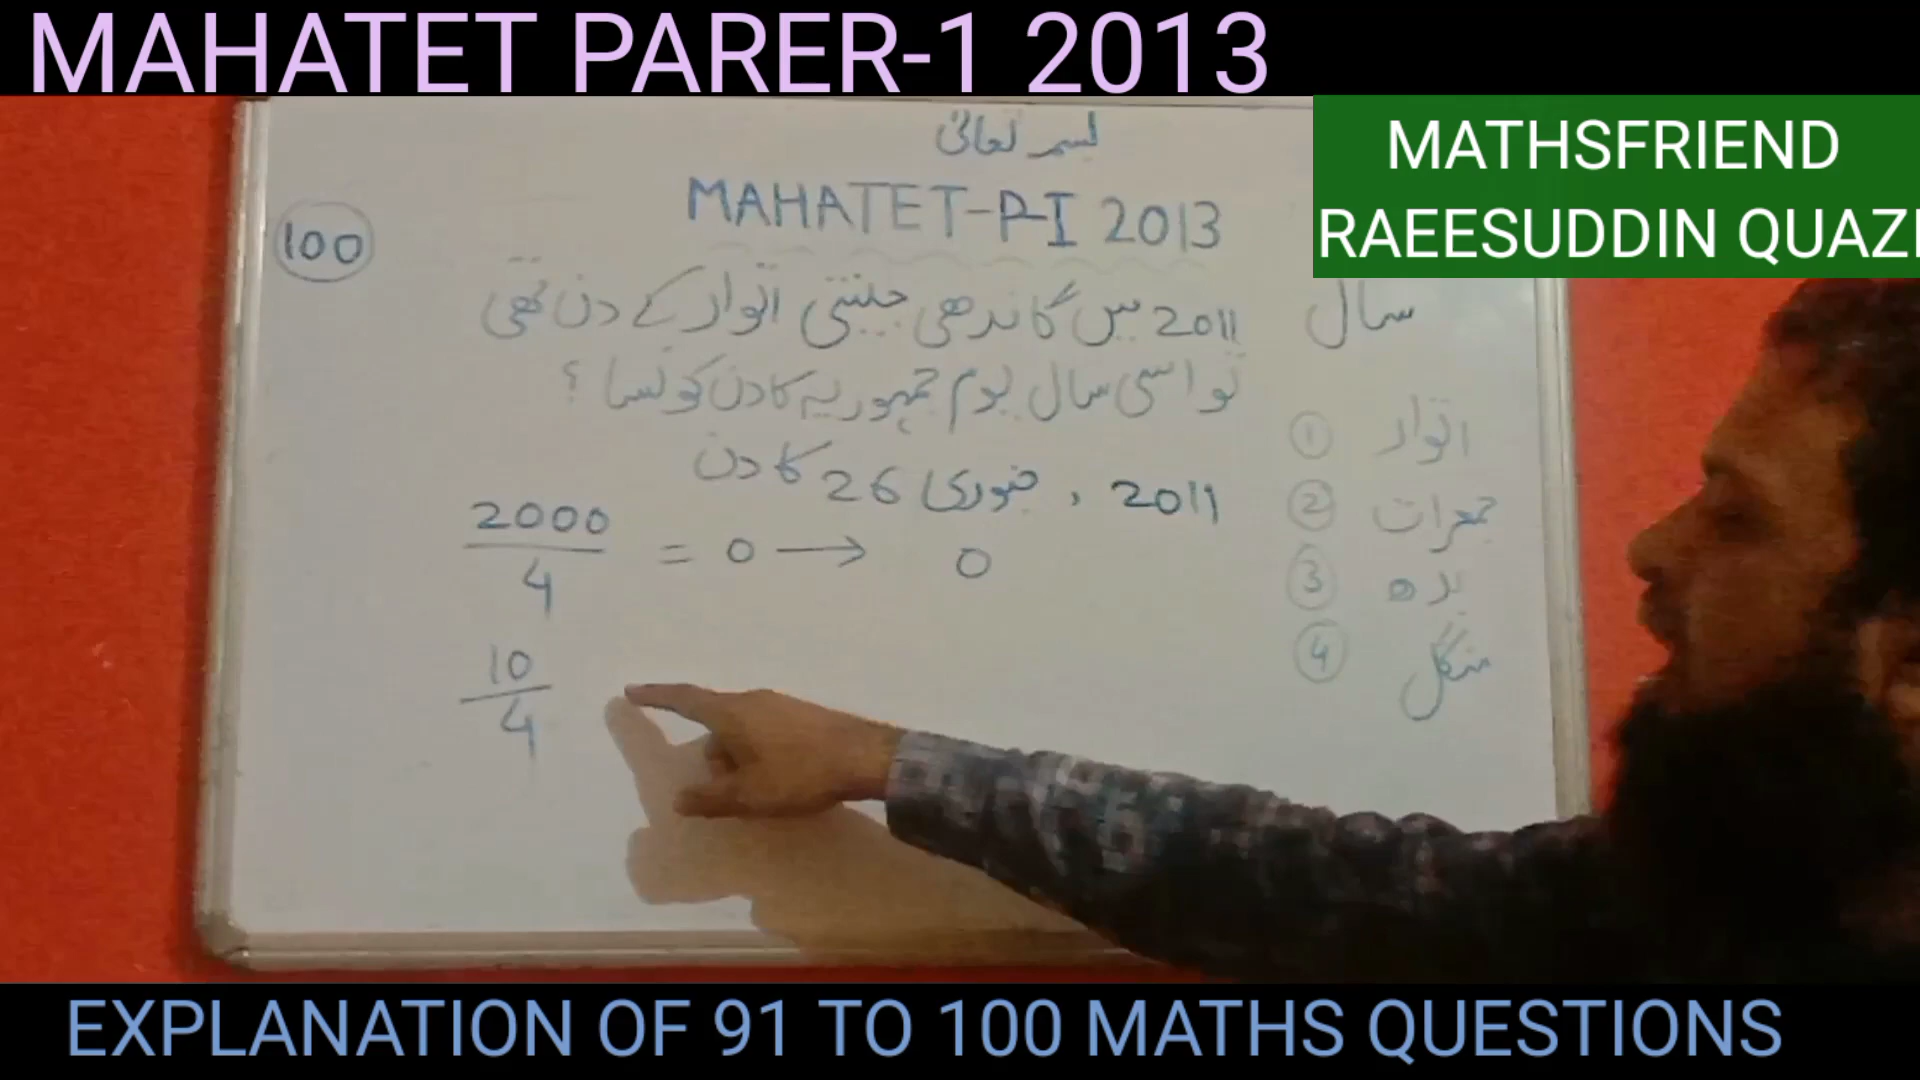 MAHATET PARER-1 2013
MATHSFRIEND
RAEESUDDIN QUAZI
بسمہ تعالیٰ
MAHATET-P-I 2013
100
سال 2011 میں گاندھی جینتی اتوار کے دن تھی
تو اسی سال یوم جمہوریہ کا دن کونسا ؟
2011 , جنوری 26 کا دن
① اتوار
② جمعرات
③ بدھ
④ منگل
2000/4 = 0 → 0
10/4
EXPLANATION OF 91 TO 100 MATHS QUESTIONS